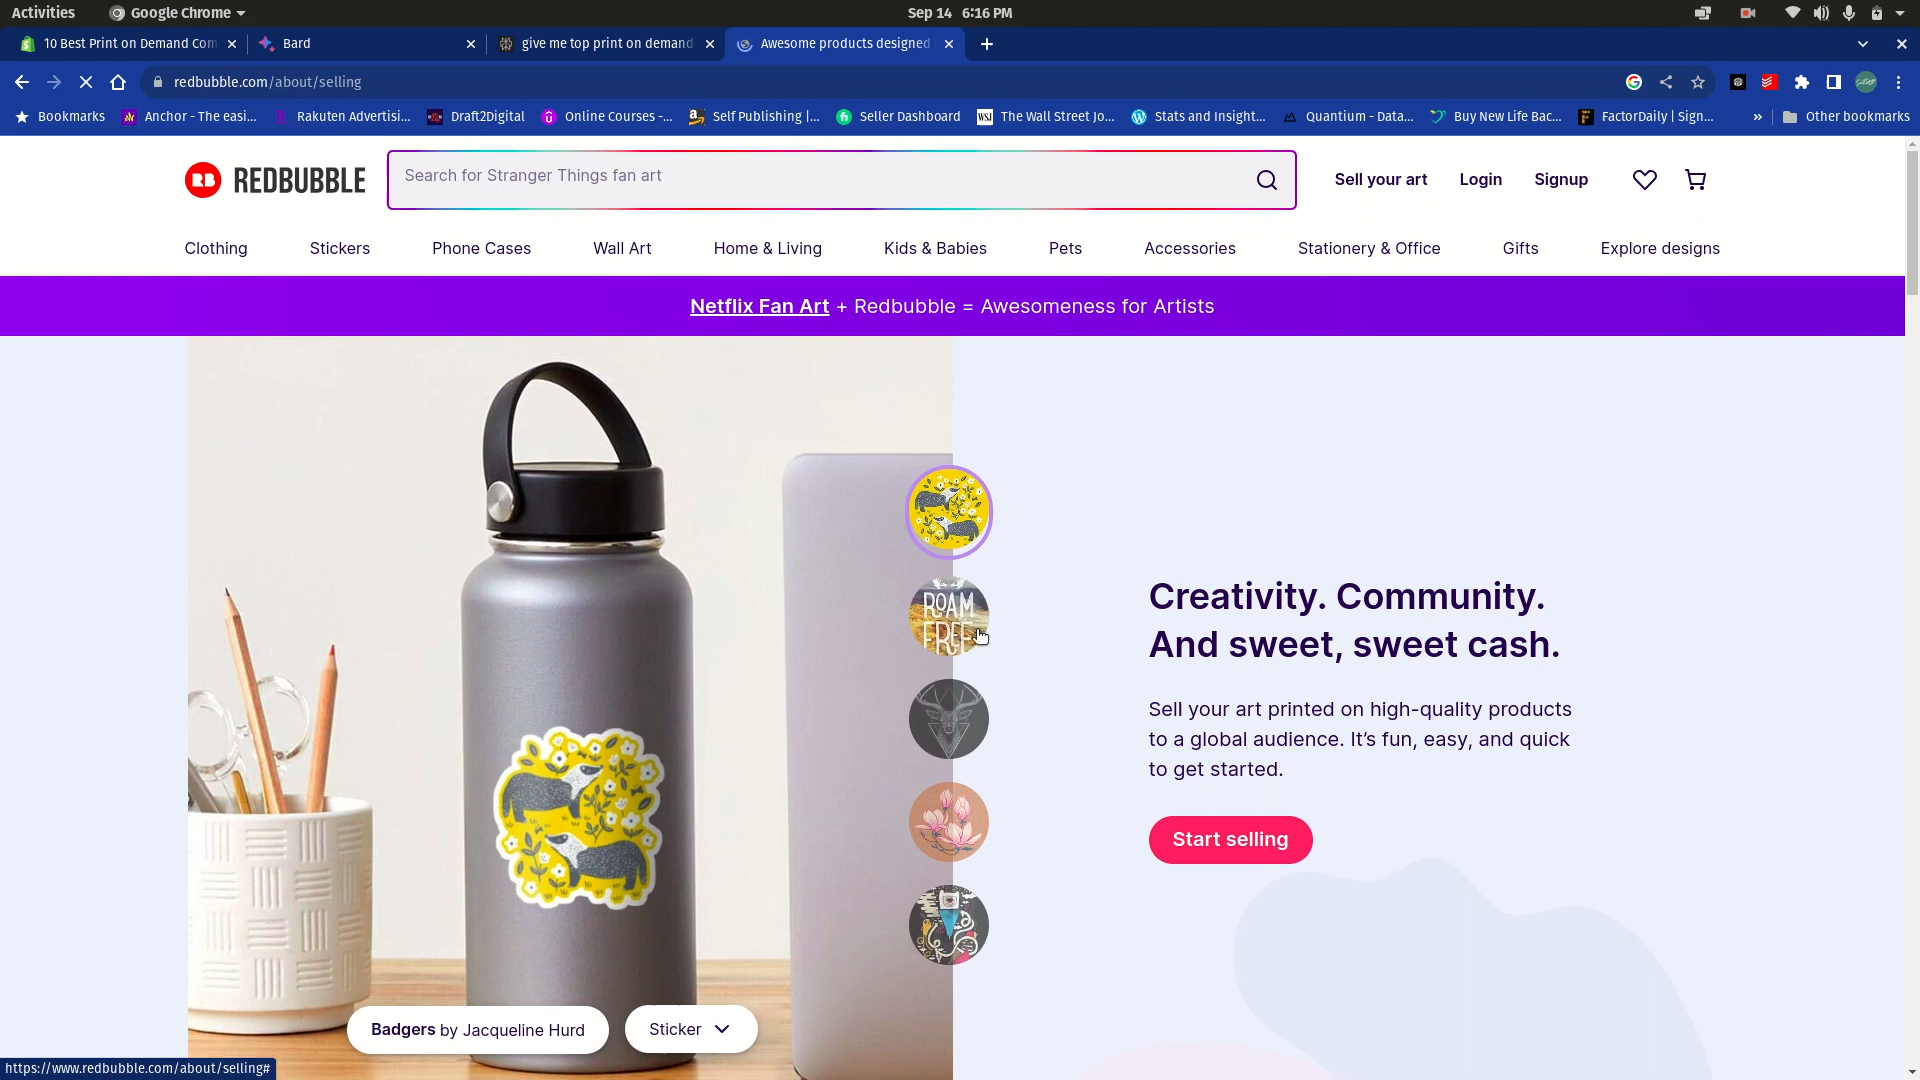 Activities
Google Chrome
Sep 14 6:16 PM
10 Best Print on Demand Com
Bard
give me top print on demand
Awesome products designed
redbubble.com/about/selling
Bookmarks
Anchor - The easi...
Rakuten Advertisi...
Draft2Digital
Online Courses -...
Self Publishing |...
Seller Dashboard
The Wall Street Jo...
Stats and Insight...
Quantium - Data...
Buy New Life Bac...
FactorDaily | Sign...
»
Other bookmarks
RB REDBUBBLE
Search for Stranger Things fan art
Sell your art
Login
Signup
Clothing
Stickers
Phone Cases
Wall Art
Home & Living
Kids & Babies
Pets
Accessories
Stationery & Office
Gifts
Explore designs
Netflix Fan Art + Redbubble = Awesomeness for Artists
ROAM
FREE
Creativity. Community.
And sweet, sweet cash.
Sell your art printed on high-quality products
to a global audience. It's fun, easy, and quick
to get started.
Start selling
Badgers by Jacqueline Hurd
Sticker
https://www.redbubble.com/about/selling#